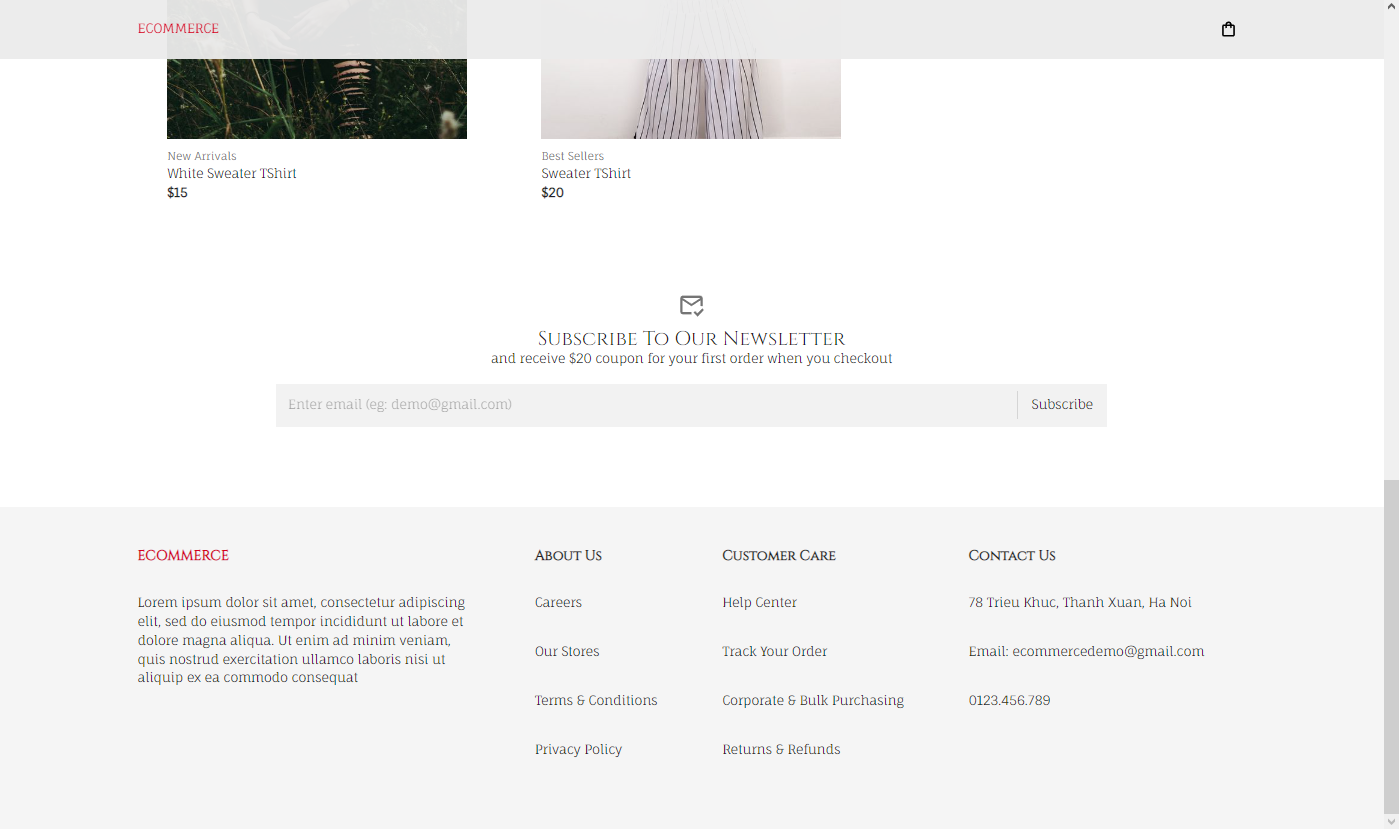 ECOMMERCE
New Arrivals
White Sweater TShirt
$15
Best Sellers
Sweater TShirt
$20
Subscribe To Our Newsletter
and receive $20 coupon for your first order when you checkout
Enter email (eg: demo@gmail.com)
Subscribe
ECOMMERCE
Lorem ipsum dolor sit amet, consectetur adipiscing
elit, sed do eiusmod tempor incididunt ut labore et
dolore magna aliqua. Ut enim ad minim veniam,
quis nostrud exercitation ullamco laboris nisi ut
aliquip ex ea commodo consequat
About Us
Careers
Our Stores
Terms & Conditions
Privacy Policy
Customer Care
Help Center
Track Your Order
Corporate & Bulk Purchasing
Returns & Refunds
Contact Us
78 Trieu Khuc, Thanh Xuan, Ha Noi
Email: ecommercedemo@gmail.com
0123.456.789